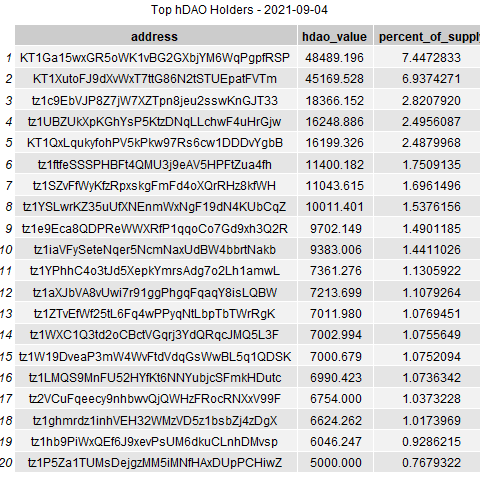 Top hDAO Holders - 2021-09-04
address hdao_value percent_of_supply
1 KT1Ga15wxGR5oWK1vBG2GXbjYM6WqPgpfRSP 48489.196 7.4472833
2 KT1XutoFJ9dXvWxT7ttG86N2tSTUEpatFVTm 45169.528 6.9374271
3 tz1c9EbVJP8Z7jW7XZTpn8jeu2sswKnGJT33 18366.152 2.8207920
4 tz1UBZUkXpKGhYsP5KtzDNqLLchwF4uHrGjw 16248.886 2.4956087
5 KT1QxLqukyfohPV5kPkw97Rs6cw1DDDvYgbB 16199.326 2.4879968
6 tz1ftfeSSSPHBFt4QMU3j9eAV5HPFtZua4fh 11400.182 1.7509135
7 tz1SZvFfWyKfzRpxskgFmFd4oXQrRHz8kfWH 11043.615 1.6961496
8 tz1YSLwrKZ35uUfXNEnmWxNgF19dN4KUbCqZ 10011.401 1.5376156
9 tz1e9Eca8QDPReWWXRfP1qqoCo7Gd9xh3Q2R 9702.149 1.4901185
10 tz1iaVFySeteNqer5NcmNaxUdBW4bbrtNakb 9383.006 1.4411026
11 tz1YPhhC4o3tJd5XepkYmrsAdg7o2Lh1amwL 7361.276 1.1305922
12 tz1aXJbVA8vUwi7r91ggPhgqFqaqY8isLQBW 7213.699 1.1079264
13 tz1ZTvEfWf25tL6Fq4wPPyqNtLbpTbTWrRgK 7011.980 1.0769451
14 tz1WXC1Q3td2oCBctVGqrj3YdQRqcJMQ5L3F 7002.994 1.0755649
15 tz1W19DveaP3mW4WvFtdVdqGsWwBL5q1QDSK 7000.679 1.0752094
16 tz1LMQS9MnFU52HYfKt6NNYubjcSFmkHDutc 6990.423 1.0736342
17 tz2VCuFqeecy9nhbwvQjQWHzFRocRNXxV99F 6754.000 1.0373228
18 tz1ghmrdz1inhVEH32WMzVD5z1bsbZj4zDgX 6624.262 1.0173969
19 tz1hb9PiWxQEf6J9xevPsUM6dkuCLnhDMvsp 6046.247 0.9286215
20 tz1P5Za1TUMsDejgzMM5iMNfHAxDUpPCHiwZ 5000.000 0.7679322